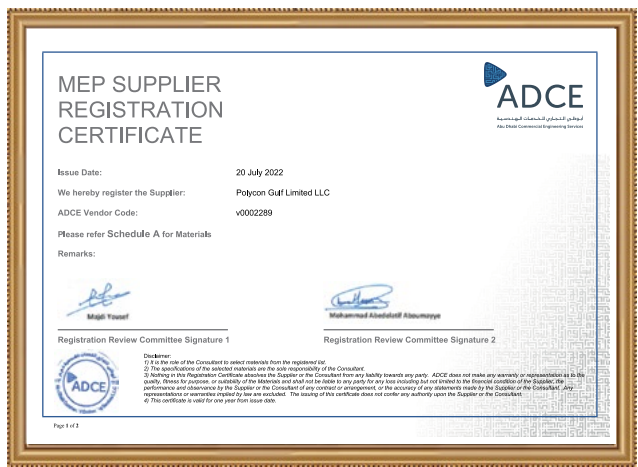 MEP SUPPLIER
REGISTRATION
CERTIFICATE
ADCE
أبوظبي التجاري للخدمات الهندسية
Abu Dhabi Commercial Engineering Services
Issue Date: 20 July 2022
We hereby register the Supplier: Polycon Gulf Limited LLC
ADCE Vendor Code: v0002289
Please refer Schedule A for Materials
Remarks:
Majdi Yousef
Mohammad Abedelatif Aboumayye
Registration Review Committee Signature 1
Registration Review Committee Signature 2
ADCE
Disclaimer:
1) It is the role of the Consultant to select materials from the registered list.
2) The specifications of the selected materials are the sole responsibility of the Consultant.
3) Nothing in this Registration Certificate absolves the Supplier or the Consultant from any liability towards any party. ADCE does not make any warranty or representation as to the
quality, fitness for purpose, or suitability of the Materials and shall not be liable to any party for any loss including but not limited to the financial condition of the Supplier, the
performance and observance by the Supplier or the Consultant of any contract or arrangement, or the accuracy of any statements made by the Supplier or the Consultant. Any
representations or warranties implied by law are excluded. The issuing of this certificate does not confer any authority upon the Supplier or the Consultant.
4) This certificate is valid for one year from issue date.
Page 1 of 2